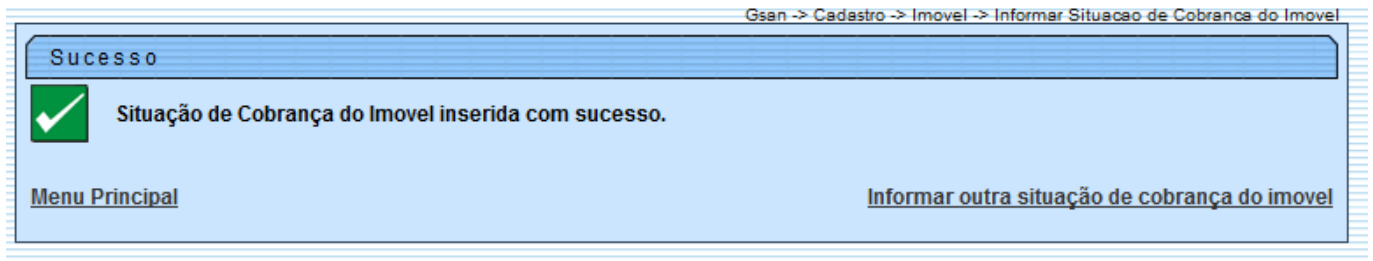 Gsan -> Cadastro -> Imovel -> Informar Situacao de Cobranca do Imovel
Sucesso
Situação de Cobrança do Imovel inserida com sucesso.
Menu Principal
Informar outra situação de cobrança do imovel